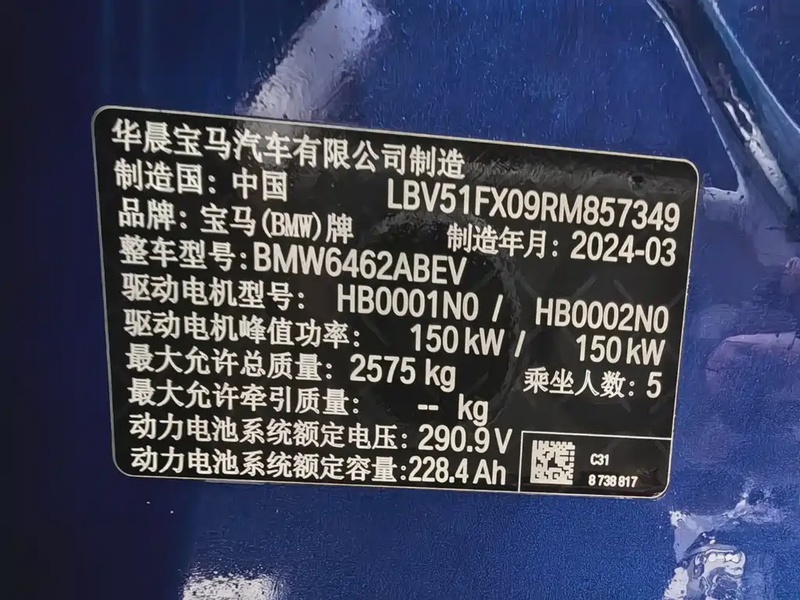 华晨宝马汽车有限公司制造
制造国：中国 LBV51FX09RM857349
品牌：宝马(BMW)牌 制造年月：2024-03
整车型号：BMW6462ABEV
驱动电机型号：HB0001N0 / HB0002N0
驱动电机峰值功率：150 kW / 150 kW
最大允许总质量：2575 kg 乘坐人数：5
最大允许牵引质量：-- kg
动力电池系统额定电压：290.9 V
动力电池系统额定容量：228.4 Ah
C31
8 738 817